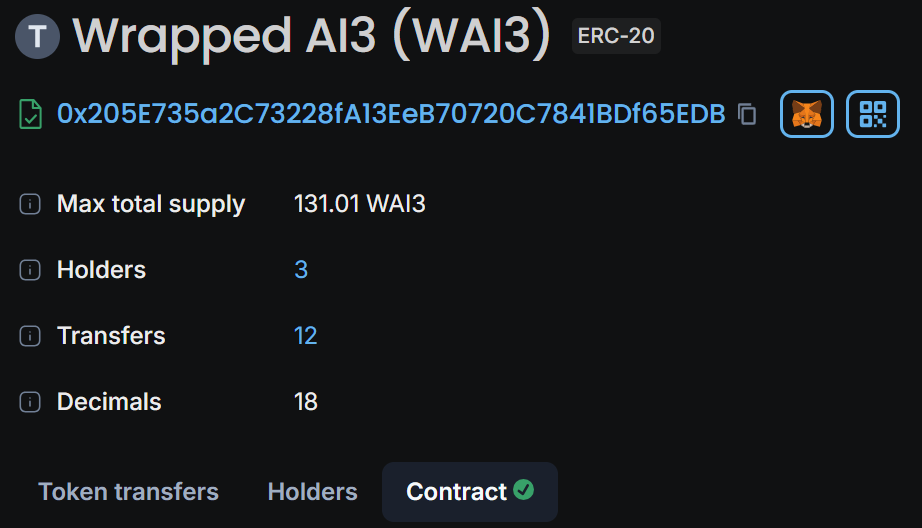 T Wrapped AI3 (WAI3) ERC-20
0x205E735a2C73228fA13EeB70720C7841BDf65EDB
Max total supply 131.01 WAI3
Holders 3
Transfers 12
Decimals 18
Token transfers Holders Contract